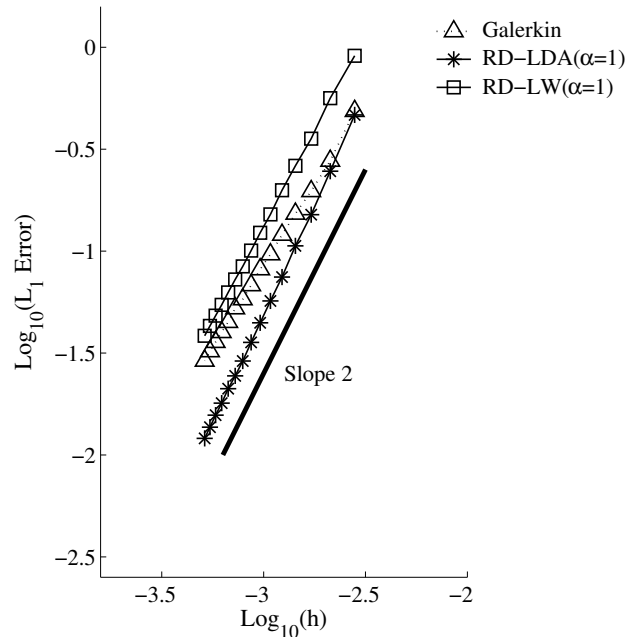 Galerkin
RD−LDA(α=1)
RD−LW(α=1)
0
−0.5
−1
−1.5
−2
−2.5
Log10(L1 Error)
Slope 2
−3.5
−3
−2.5
−2
Log10(h)